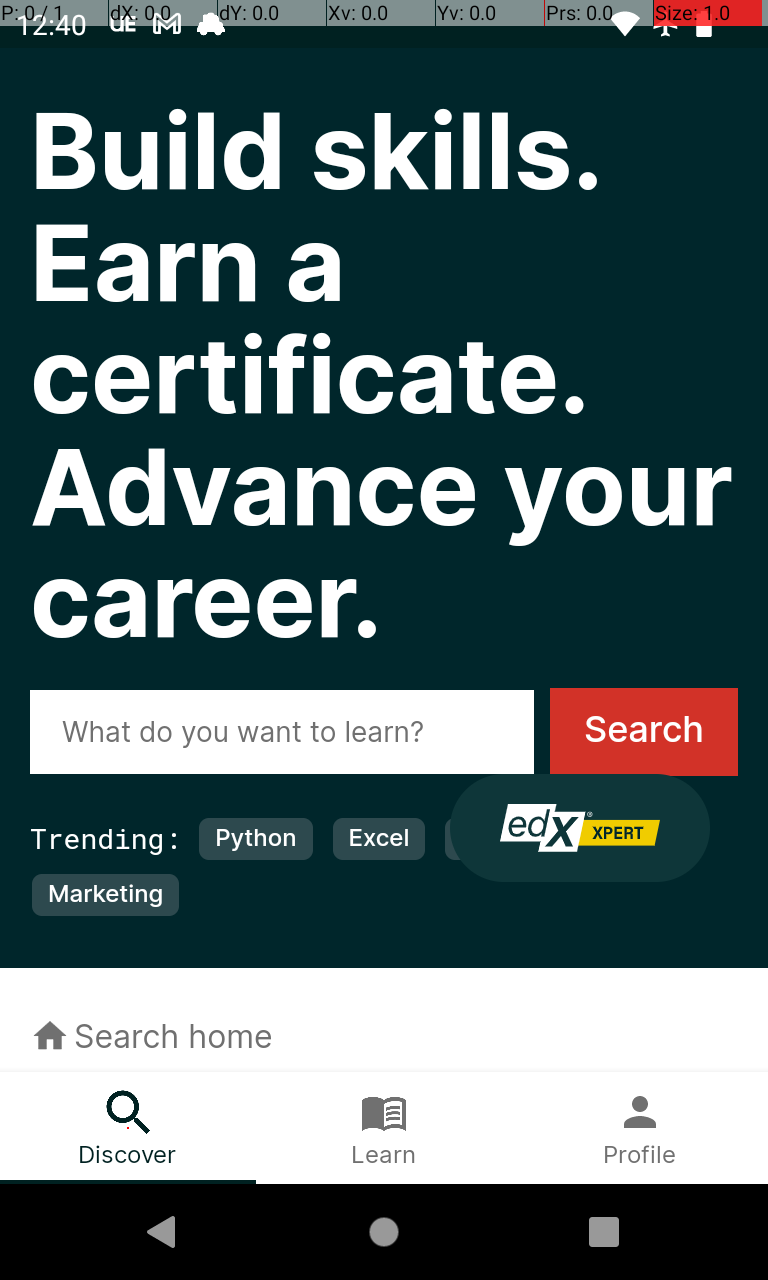 P: 0 / 1 dX: 0.0 dY: 0.0 Xv: 0.0 Yv: 0.0 Prs: 0.0 Size: 1.0
12:40
Build skills.
Earn a
certificate.
Advance your
career.
What do you want to learn? Search
Trending: Python Excel
edX® XPERT
Marketing
Search home
Discover Learn Profile